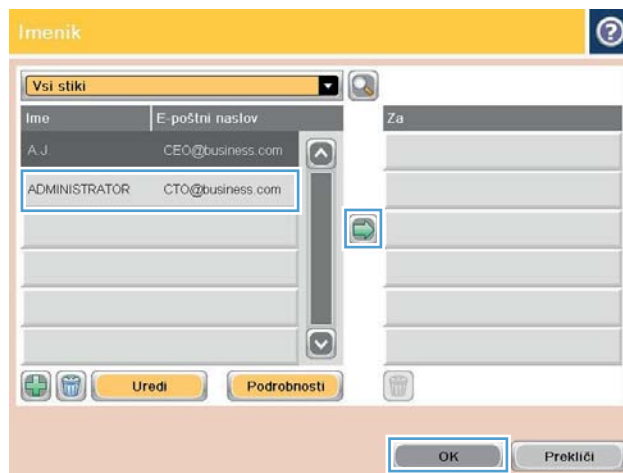 Imenik
Vsi stiki
Ime E-poštni naslov Za
A.J. CEO@business.com
ADMINISTRATOR CTO@business.com
Uredi Podrobnosti
OK Prekliči